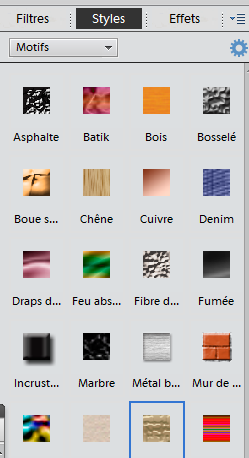 Filtres Styles Effets
Motifs
Asphalte Batik Bois Bosselé
Boue s... Chêne Cuivre Denim
Draps d... Feu abs... Fibre d... Fumée
Incrust... Marbre Métal b... Mur de ...